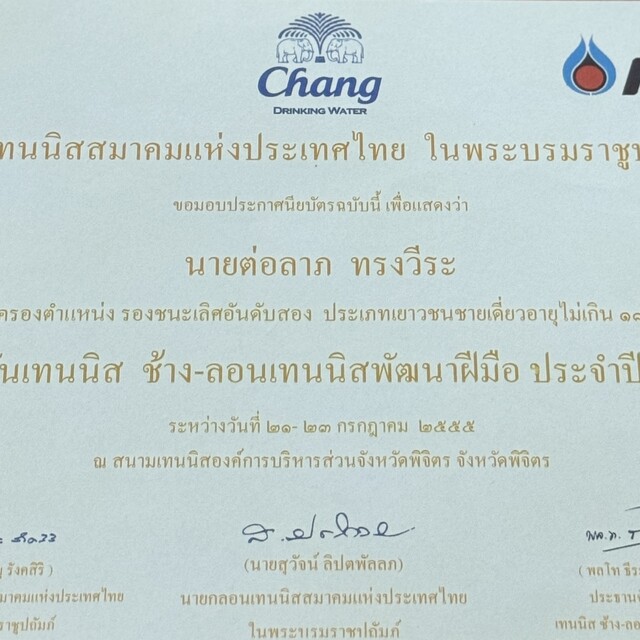 Chang
DRINKING WATER
เทนนิสสมาคมแห่งประเทศไทย ในพระบรมราชู
ขอมอบประกาศนียบัตรฉบับนี้ เพื่อแสดงว่า
นายต่อลาภ ทรงวีระ
ครองตำแหน่ง รองชนะเลิศอันดับสอง ประเภทเยาวชนชายเดี่ยวอายุไม่เกิน ๑๘
นเทนนิส ช้าง-ลอนเทนนิสพัฒนาฝีมือ ประจำปี
ระหว่างวันที่ ๒๑- ๒๓ กรกฎาคม ๒๕๕๕
ณ สนามเทนนิสองค์การบริหารส่วนจังหวัดพิจิตร จังหวัดพิจิตร
รังคสิริ ) (นายสุวัจน์ ลิปตพัลลภ) ( พลโท ธีระ
มาคมแห่งประเทศไทย นายกลอนเทนนิสสมาคมแห่งประเทศไทย ประธาน
ราชูปถัมภ์ ในพระบรมราชูปถัมภ์ เทนนิส ช้าง-ลอ